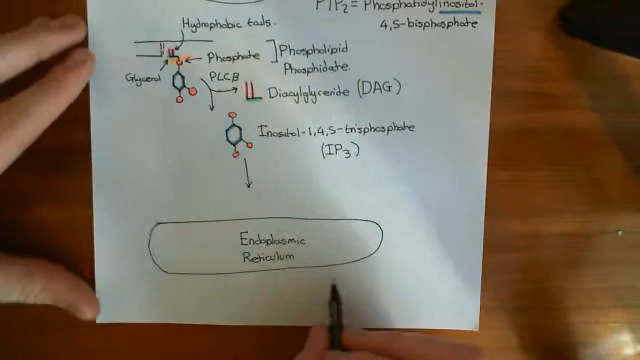 PIP2 = Phosphatidylinositol-
4,5-bisphosphate
Hydrophobic tails.
Phosphate
Phospholipid
Phosphidate
Glycerol
PLCβ
Diacylglyceride (DAG)
Inositol-1,4,5-trisphosphate
(IP3)
Endoplasmic
Reticulum